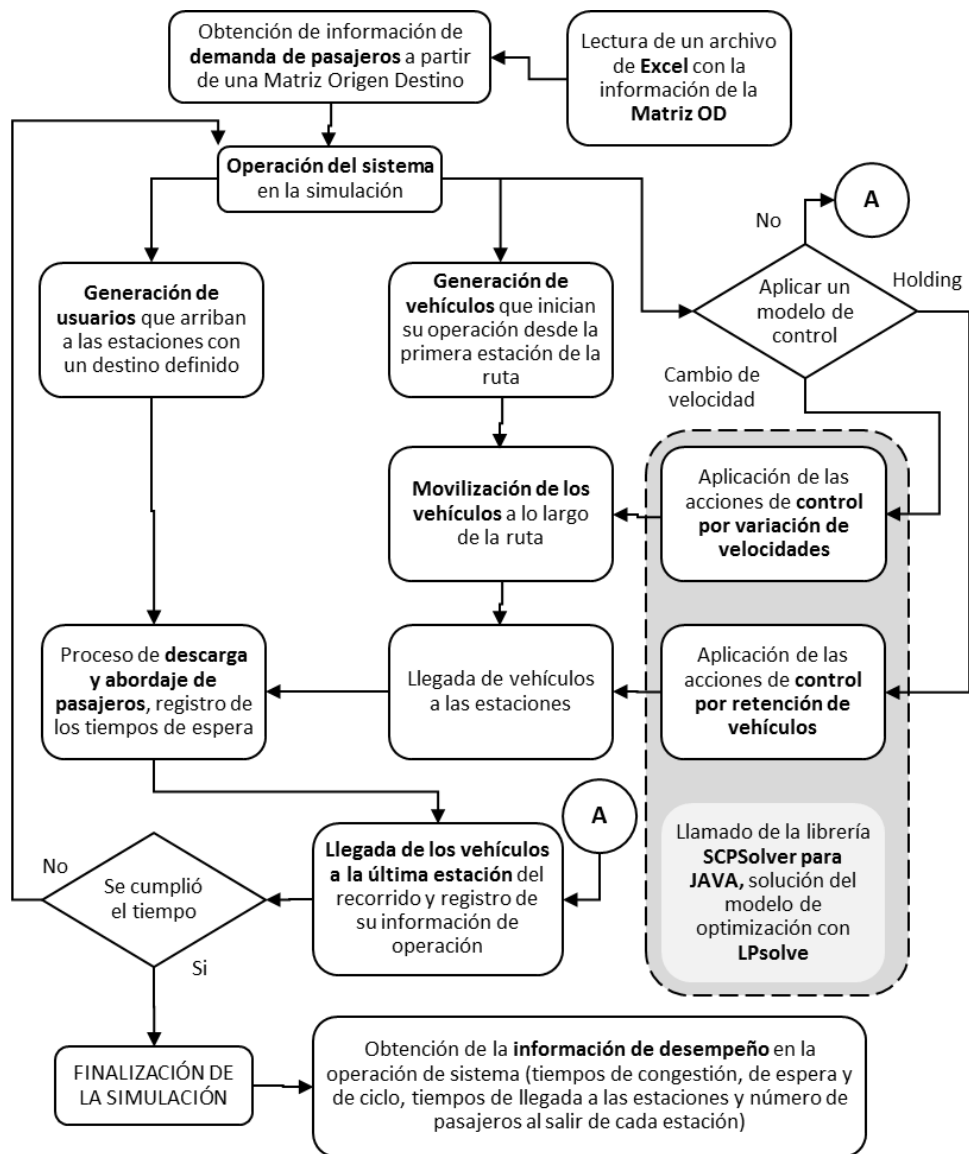 Obtención de información de
demanda de pasajeros a partir
de una Matriz Origen Destino
Lectura de un archivo
de Excel con la
información de la
Matriz OD
Operación del sistema
en la simulación
A
No
Generación de
usuarios que arriban
a las estaciones con
un destino definido
Generación de
vehículos que inician
su operación desde la
primera estación de la
ruta
Aplicar un
modelo de
control
Holding
Cambio de
velocidad
Movilización de los
vehículos a lo largo
de la ruta
Aplicación de las
acciones de control
por variación de
velocidades
Proceso de descarga
y abordaje de
pasajeros, registro de
los tiempos de espera
Llegada de vehículos
a las estaciones
Aplicación de las
acciones de control
por retención de
vehículos
A
No
Se cumplió
el tiempo
Si
Llegada de los vehículos
a la última estación del
recorrido y registro de
su información de
operación
Llamado de la librería
SCPSolver para
JAVA, solución del
modelo de
optimización con
LPsolve
FINALIZACIÓN DE
LA SIMULACIÓN
Obtención de la información de desempeño en la
operación de sistema (tiempos de congestión, de espera y
de ciclo, tiempos de llegada a las estaciones y número de
pasajeros al salir de cada estación)